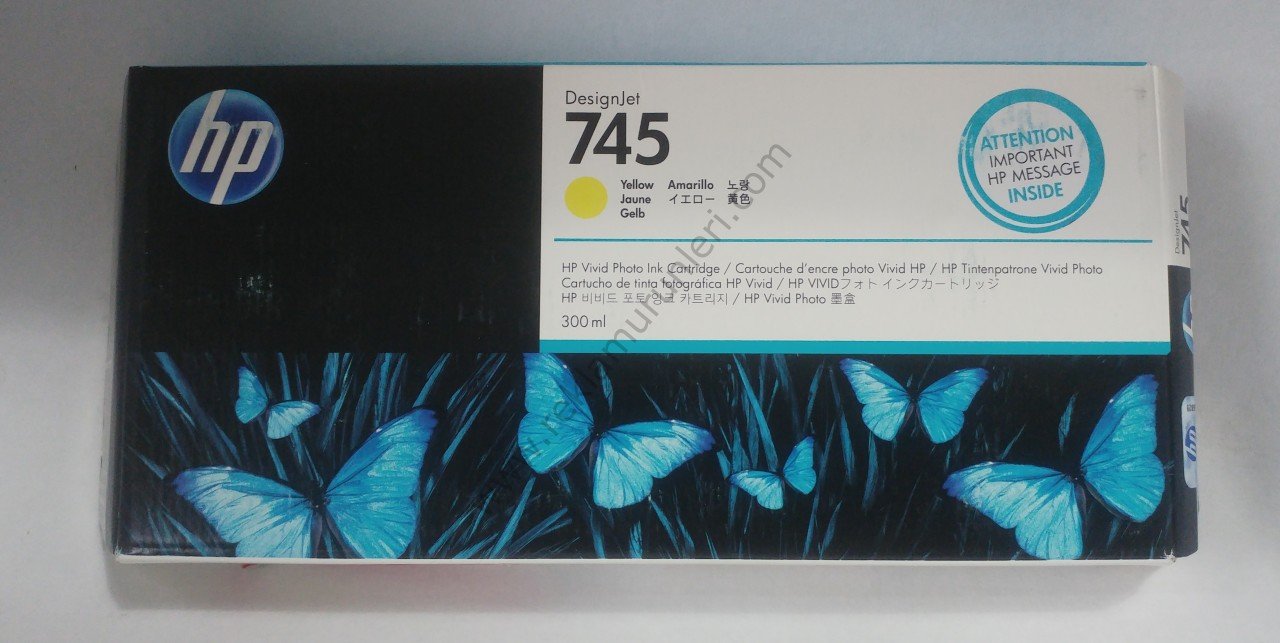 hp
DesignJet
745
Yellow Amarillo 노랑
Jaune イエロー 黄色
Gelb
ATTENTION
IMPORTANT
HP MESSAGE
INSIDE
HP Vivid Photo Ink Cartridge / Cartouche d'encre photo Vivid HP / HP Tintenpatrone Vivid Photo
Cartucho de tinta fotográfica HP Vivid / HP VIVIDフォト インクカートリッジ
HP 비비드 포토 잉크 카트리지 / HP Vivid Photo 墨盒
300 ml
DesignJet
745